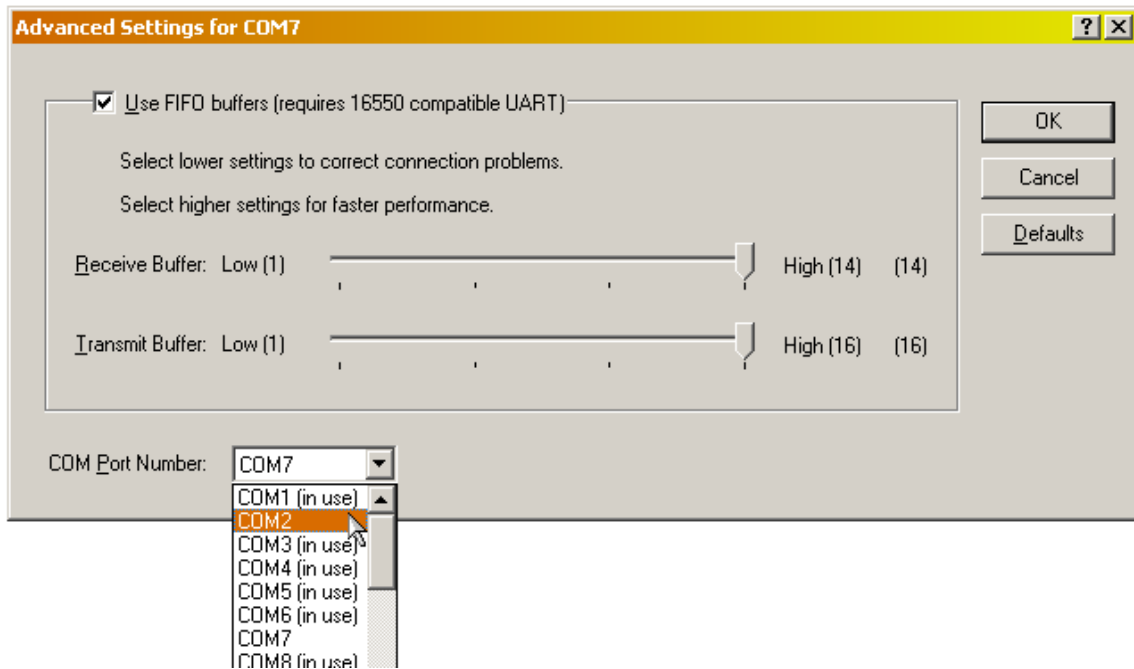 Advanced Settings for COM7
Use FIFO buffers (requires 16550 compatible UART)
OK
Select lower settings to correct connection problems.
Cancel
Select higher settings for faster performance.
Defaults
Receive Buffer: Low (1) High (14) (14)
Transmit Buffer: Low (1) High (16) (16)
COM Port Number: COM7
COM1 (in use)
COM2
COM3 (in use)
COM4 (in use)
COM5 (in use)
COM6 (in use)
COM7
COM8 (in use)